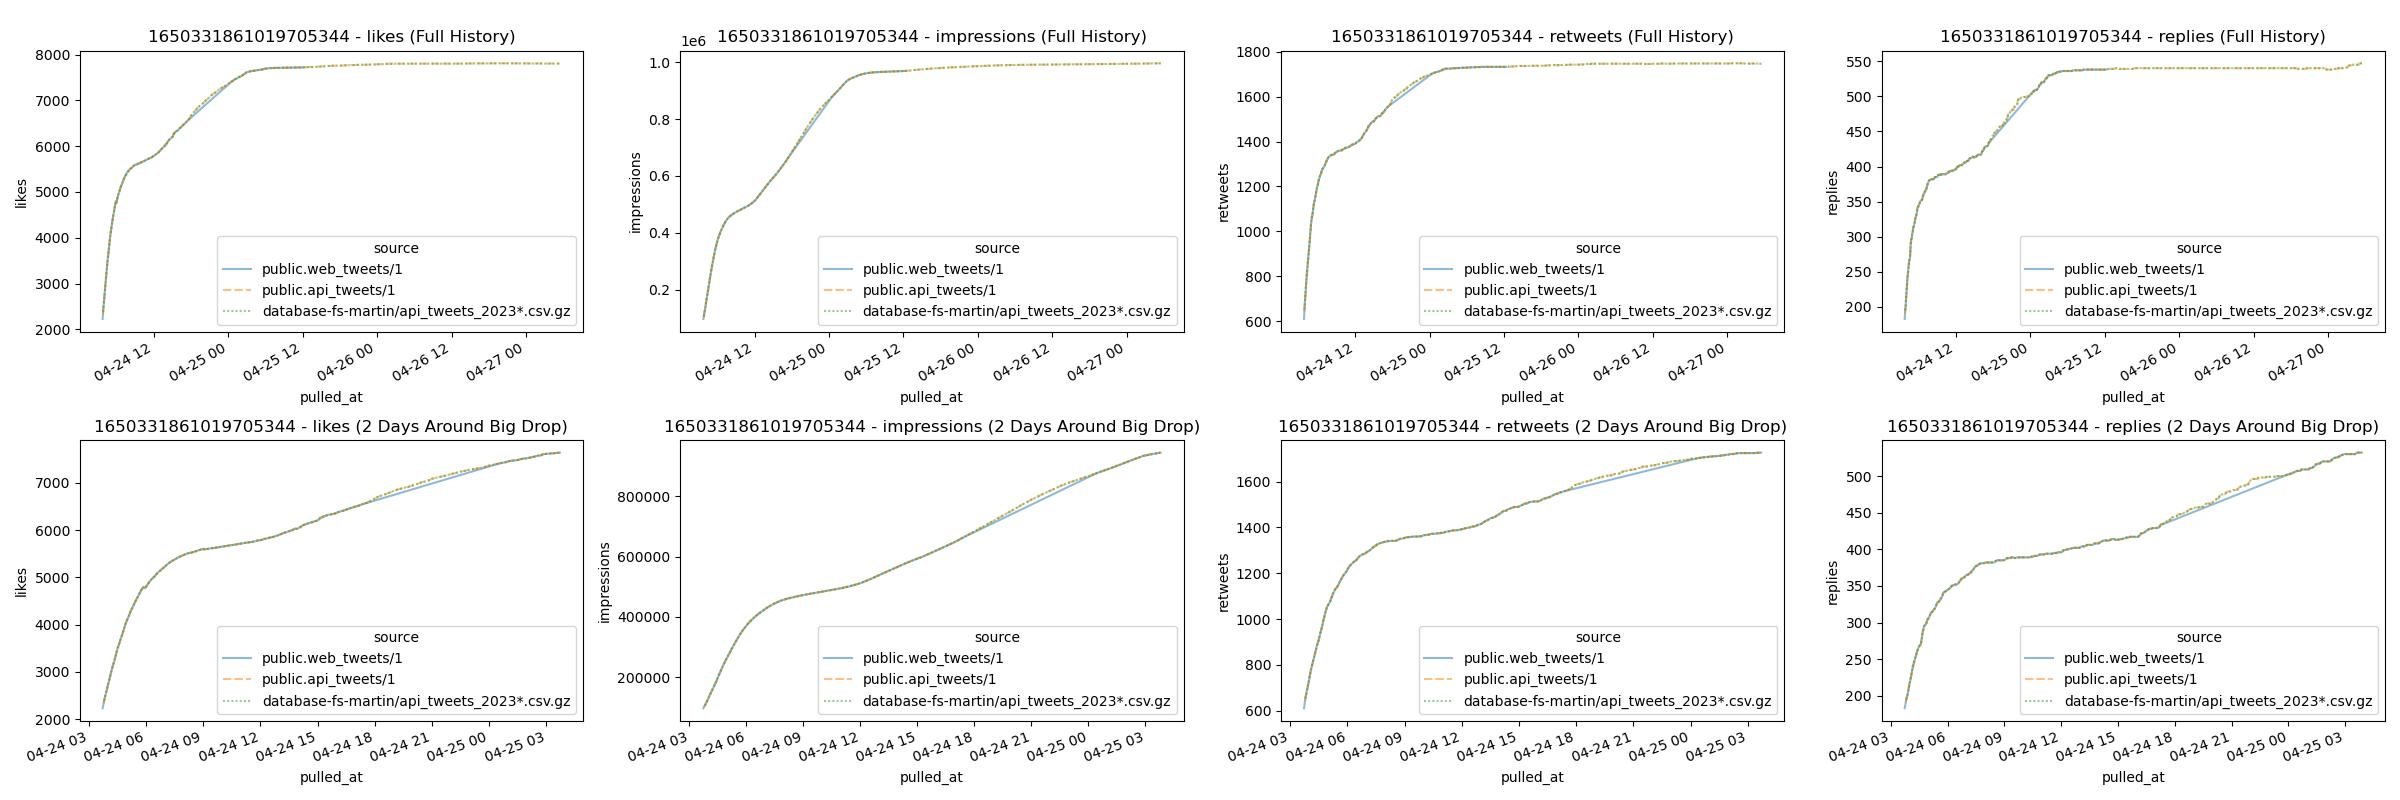 1650331861019705344 - likes (Full History)
8000
7000
6000
5000
4000
3000
2000
likes
source
public.web_tweets/1
public.api_tweets/1
database-fs-martin/api_tweets_2023*.csv.gz
04-24 12
04-25 00
04-25 12
04-26 00
04-26 12
04-27 00
pulled_at
1e6
1650331861019705344 - impressions (Full History)
1.0
0.8
0.6
0.4
0.2
impressions
source
public.web_tweets/1
public.api_tweets/1
database-fs-martin/api_tweets_2023*.csv.gz
04-24 12
04-25 00
04-25 12
04-26 00
04-26 12
04-27 00
pulled_at
1650331861019705344 - retweets (Full History)
1800
1600
1400
1200
1000
800
600
retweets
source
public.web_tweets/1
public.api_tweets/1
database-fs-martin/api_tweets_2023*.csv.gz
04-24 12
04-25 00
04-25 12
04-26 00
04-26 12
04-27 00
pulled_at
1650331861019705344 - replies (Full History)
550
500
450
400
350
300
250
200
replies
source
public.web_tweets/1
public.api_tweets/1
database-fs-martin/api_tweets_2023*.csv.gz
04-24 12
04-25 00
04-25 12
04-26 00
04-26 12
04-27 00
pulled_at
1650331861019705344 - likes (2 Days Around Big Drop)
7000
6000
5000
4000
3000
2000
likes
source
public.web_tweets/1
public.api_tweets/1
database-fs-martin/api_tweets_2023*.csv.gz
04-24 03
04-24 06
04-24 09
04-24 12
04-24 15
04-24 18
04-24 21
04-25 00
04-25 03
pulled_at
1650331861019705344 - impressions (2 Days Around Big Drop)
800000
600000
400000
200000
impressions
source
public.web_tweets/1
public.api_tweets/1
database-fs-martin/api_tweets_2023*.csv.gz
04-24 03
04-24 06
04-24 09
04-24 12
04-24 15
04-24 18
04-24 21
04-25 00
04-25 03
pulled_at
1650331861019705344 - retweets (2 Days Around Big Drop)
1600
1400
1200
1000
800
600
retweets
source
public.web_tweets/1
public.api_tweets/1
database-fs-martin/api_tweets_2023*.csv.gz
04-24 03
04-24 06
04-24 09
04-24 12
04-24 15
04-24 18
04-24 21
04-25 00
04-25 03
pulled_at
1650331861019705344 - replies (2 Days Around Big Drop)
500
450
400
350
300
250
200
replies
source
public.web_tweets/1
public.api_tweets/1
database-fs-martin/api_tweets_2023*.csv.gz
04-24 03
04-24 06
04-24 09
04-24 12
04-24 15
04-24 18
04-24 21
04-25 00
04-25 03
pulled_at